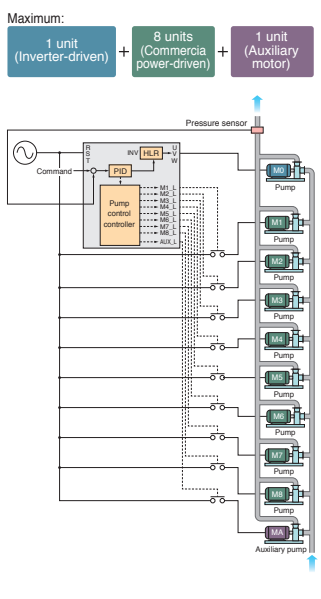 Maximum:
1 unit
(Inverter-driven)
+
8 units
(Commercia
power-driven)
+
1 unit
(Auxiliary
motor)
Pressure sensor
R
S
T
U
V
W
INV
HLR
PID
Command
Pump
control
controller
M1_L
M2_L
M3_L
M4_L
M5_L
M6_L
M7_L
M8_L
AUX_L
M0
Pump
M1
Pump
M2
Pump
M3
Pump
M4
Pump
M5
Pump
M6
Pump
M7
Pump
M8
Pump
MA
Auxiliary pump